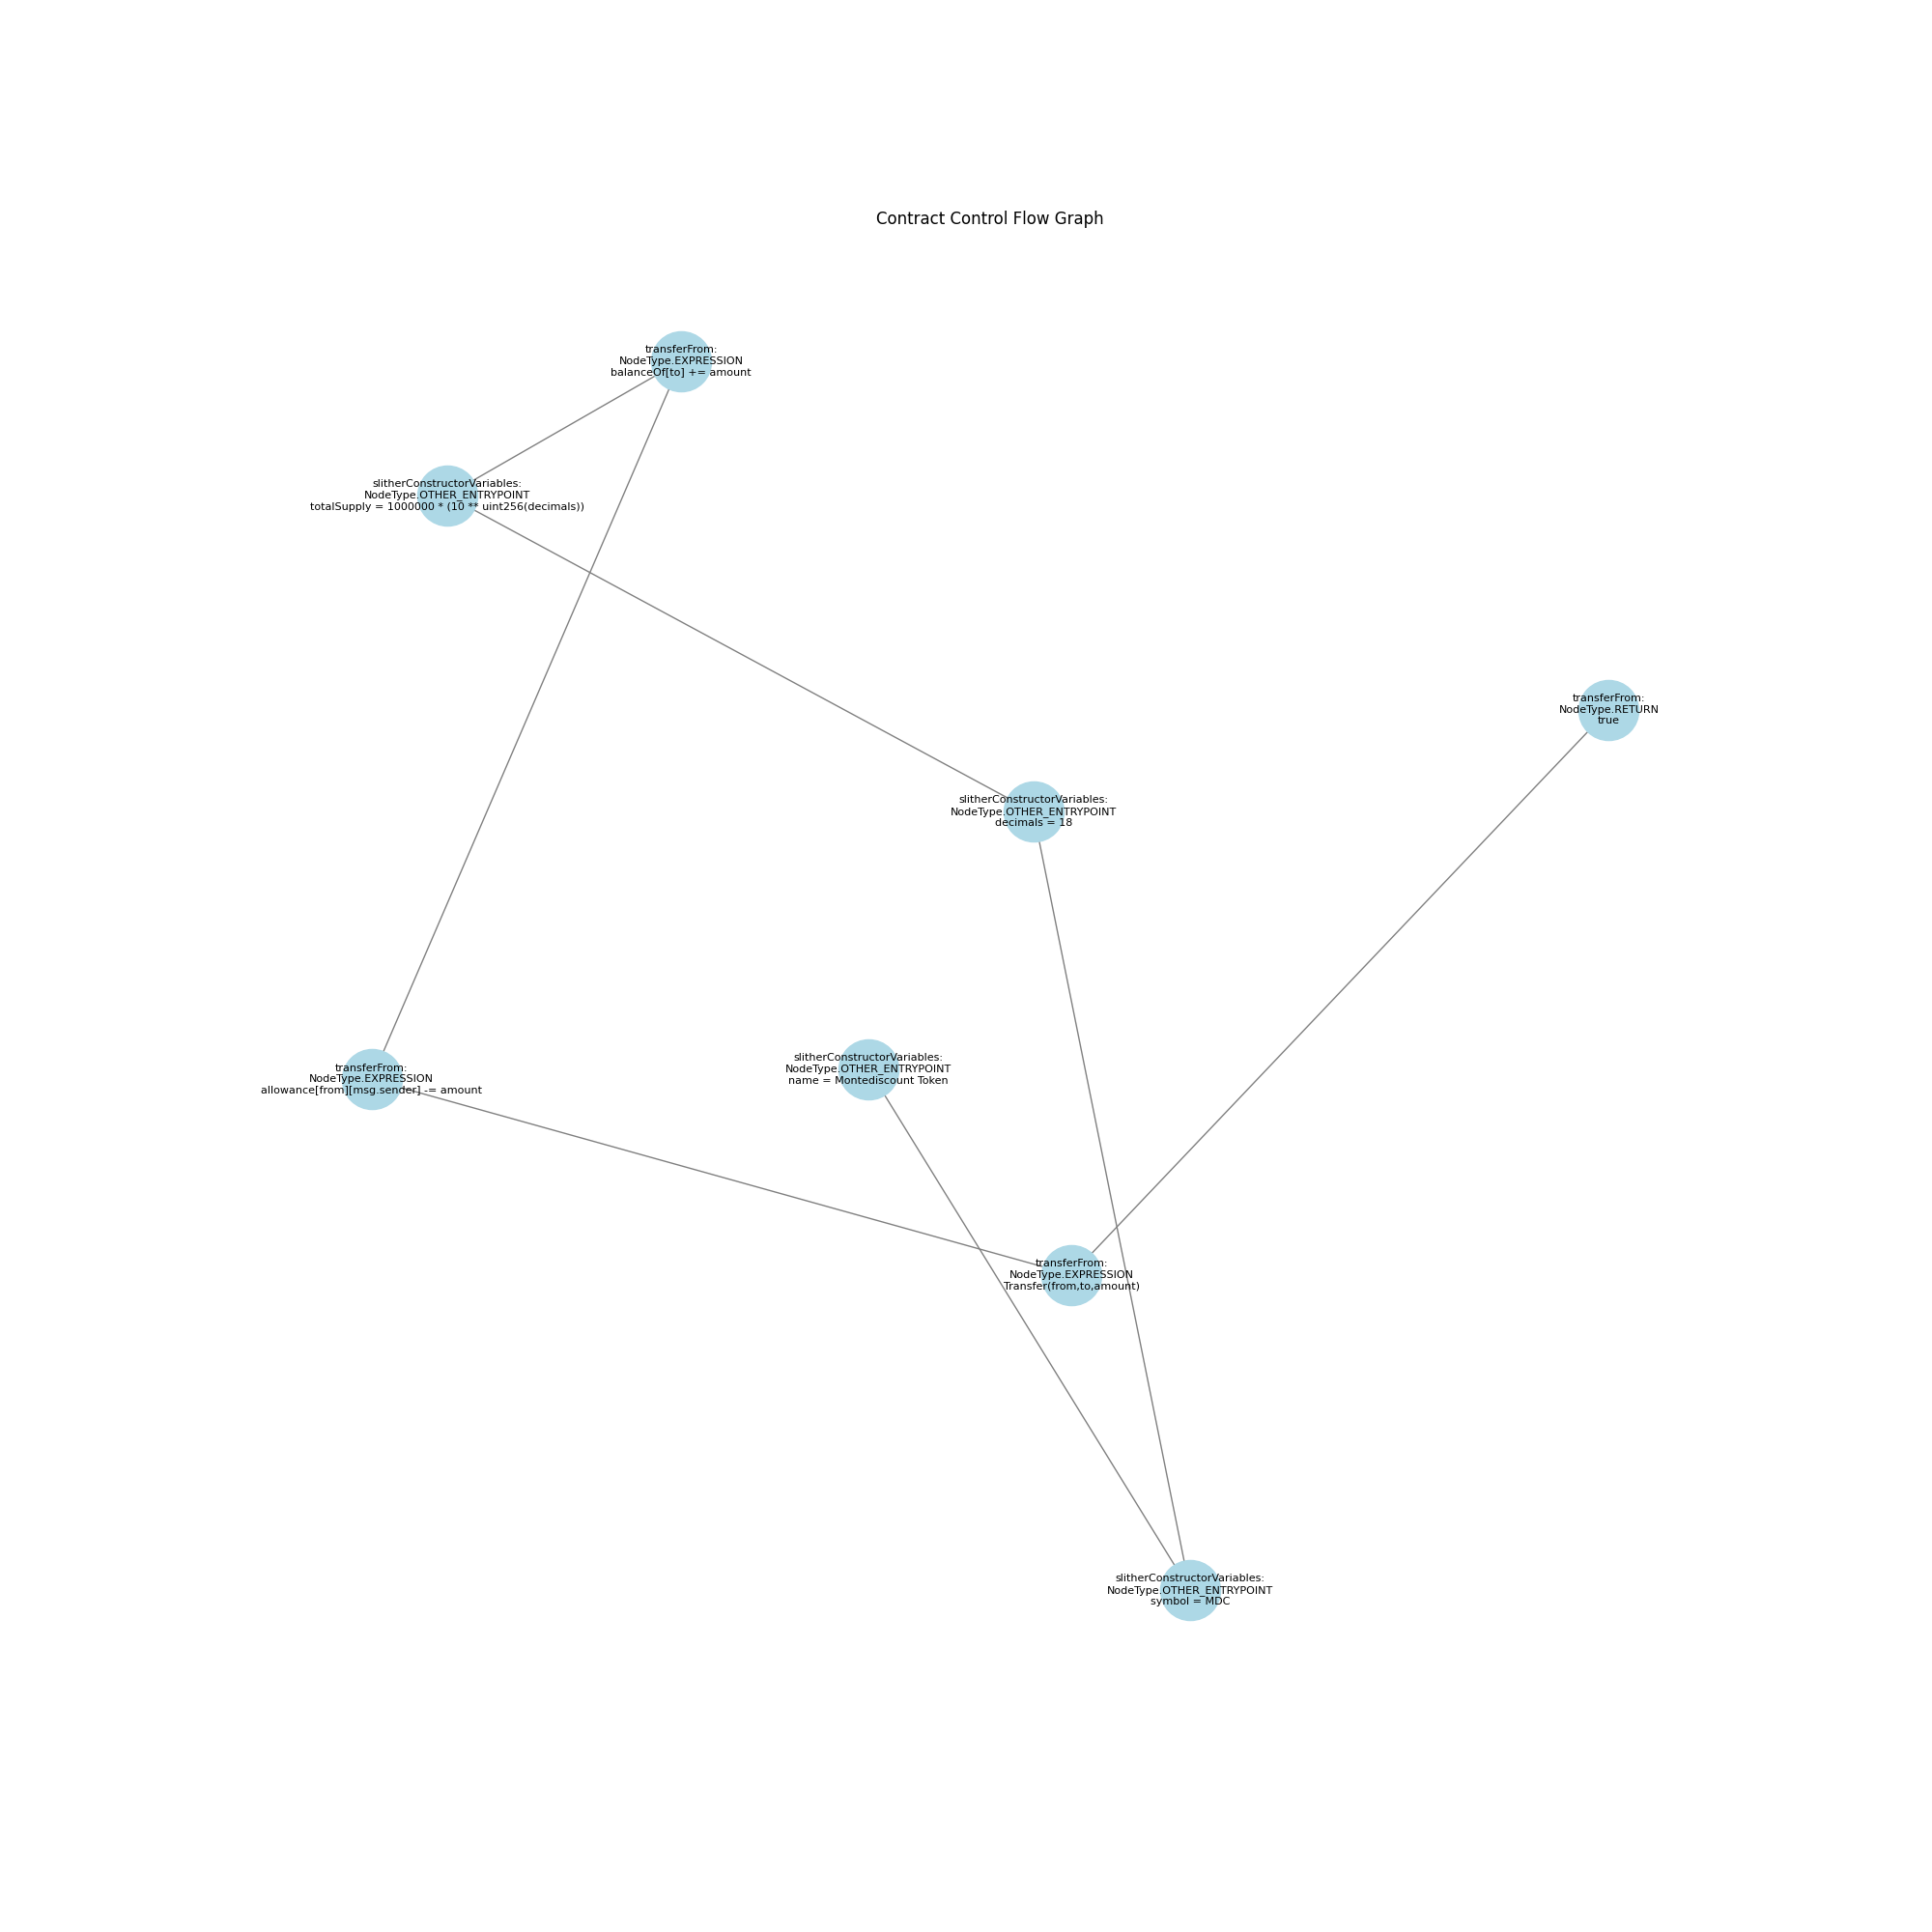 Contract Control Flow Graph
transferFrom:
NodeType.EXPRESSION
balanceOf[to] += amount
slitherConstructorVariables:
NodeType.OTHER_ENTRYPOINT
totalSupply = 1000000 * (10 ** uint256(decimals))
transferFrom:
NodeType.RETURN
true
slitherConstructorVariables:
NodeType.OTHER_ENTRYPOINT
decimals = 18
transferFrom:
NodeType.EXPRESSION
allowance[from][msg.sender] -= amount
slitherConstructorVariables:
NodeType.OTHER_ENTRYPOINT
name = Montediscount Token
transferFrom:
NodeType.EXPRESSION
Transfer(from,to,amount)
slitherConstructorVariables:
NodeType.OTHER_ENTRYPOINT
symbol = MDC